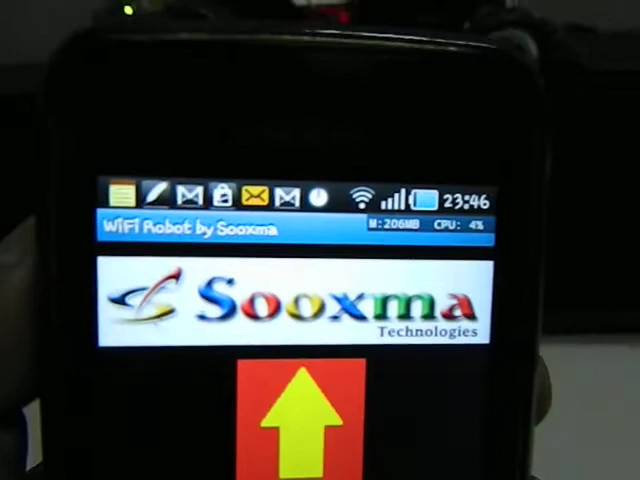 23:46
WiFi Robot by Sooxma
M:206MB CPU: 4%
Sooxma
Technologies